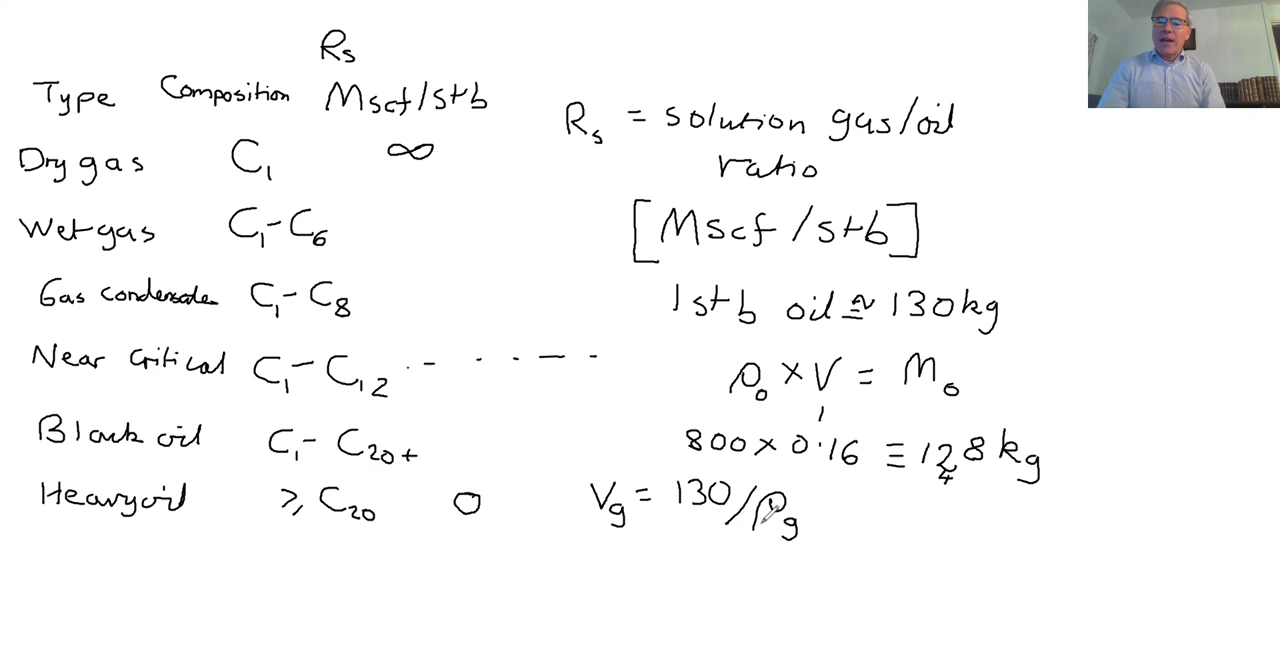 Rs
Type Composition Mscf/stb
Dry gas C1 ∞
Wet gas C1-C6
Gas condensate C1-C8
Near critical C1-C12 . - . . - .
Black oil C1-C20+
Heavy oil ⩾ C20 0
Rs = solution gas/oil
ratio
[Mscf/stb]
1 stb oil ≅ 130kg
ρo × V = Mo
800 × 0.16 ≡ 128 kg
Vg = 130/ρg